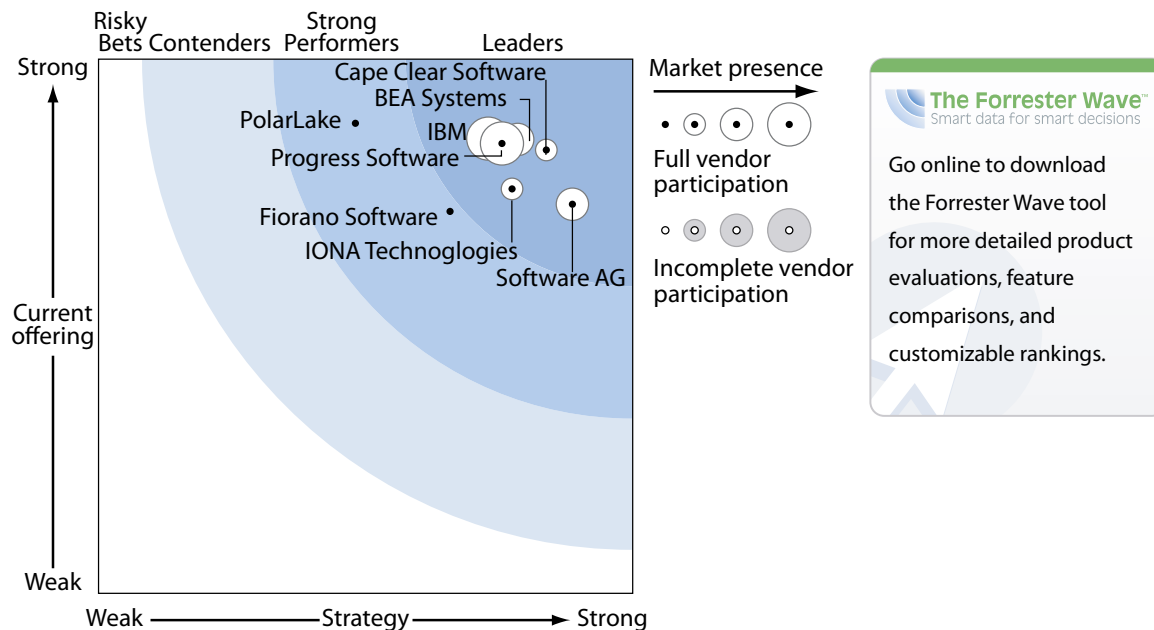 Risky
Bets
Contenders
Strong
Performers
Leaders
Strong
Current
offering
Weak
Cape Clear Software
BEA Systems
PolarLake
IBM
Progress Software
Fiorano Software
IONA Technoglogies
Software AG
Weak
Strategy
Strong
Market presence
Full vendor
participation
Incomplete vendor
participation
The Forrester Wave™
Smart data for smart decisions
Go online to download
the Forrester Wave tool
for more detailed product
evaluations, feature
comparisons, and
customizable rankings.